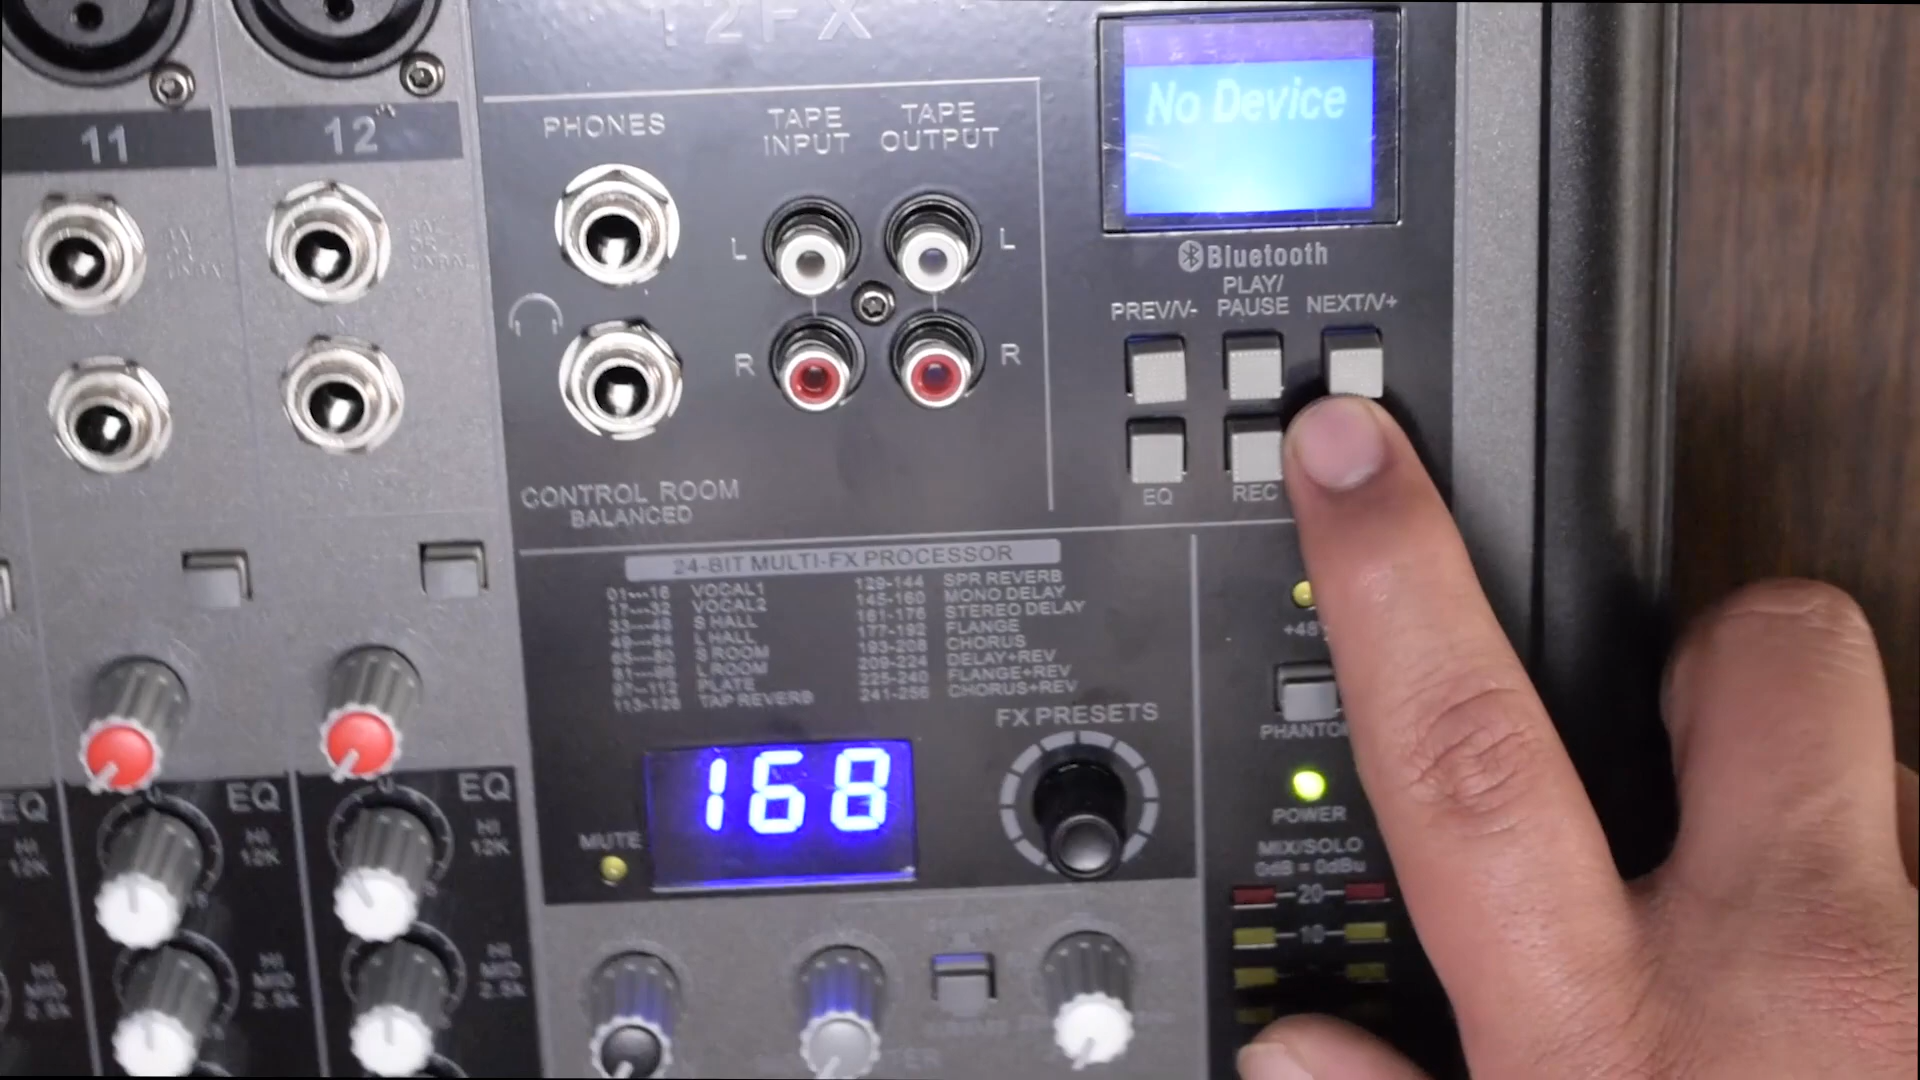 12FX
No Device
11
12
PHONES
TAPE
INPUT
TAPE
OUTPUT
L
L
R
R
Bluetooth
PREV/V-
PLAY/
PAUSE
NEXT/V+
EQ
REC
CONTROL ROOM
BALANCED
24-BIT MULTI-FX PROCESSOR
01---16 VOCAL1
17---32 VOCAL2
33---48 S HALL
49---64 L HALL
65---80 S ROOM
81---96 L ROOM
97---112 PLATE
113-128 TAP REVERB
129-144 SPR REVERB
145-160 MONO DELAY
161-176 STEREO DELAY
177-192 FLANGE
193-208 CHORUS
209-224 DELAY+REV
225-240 FLANGE+REV
241-256 CHORUS+REV
FX PRESETS
168
MUTE
+48
PHANTO
POWER
MIX/SOLO
0dB = 0dBu
20
10
EQ
HI
12K
EQ
HI
12K
EQ
HI
12K
HI
MID
2.5k
HI
MID
2.5k
HI
MID
2.5k